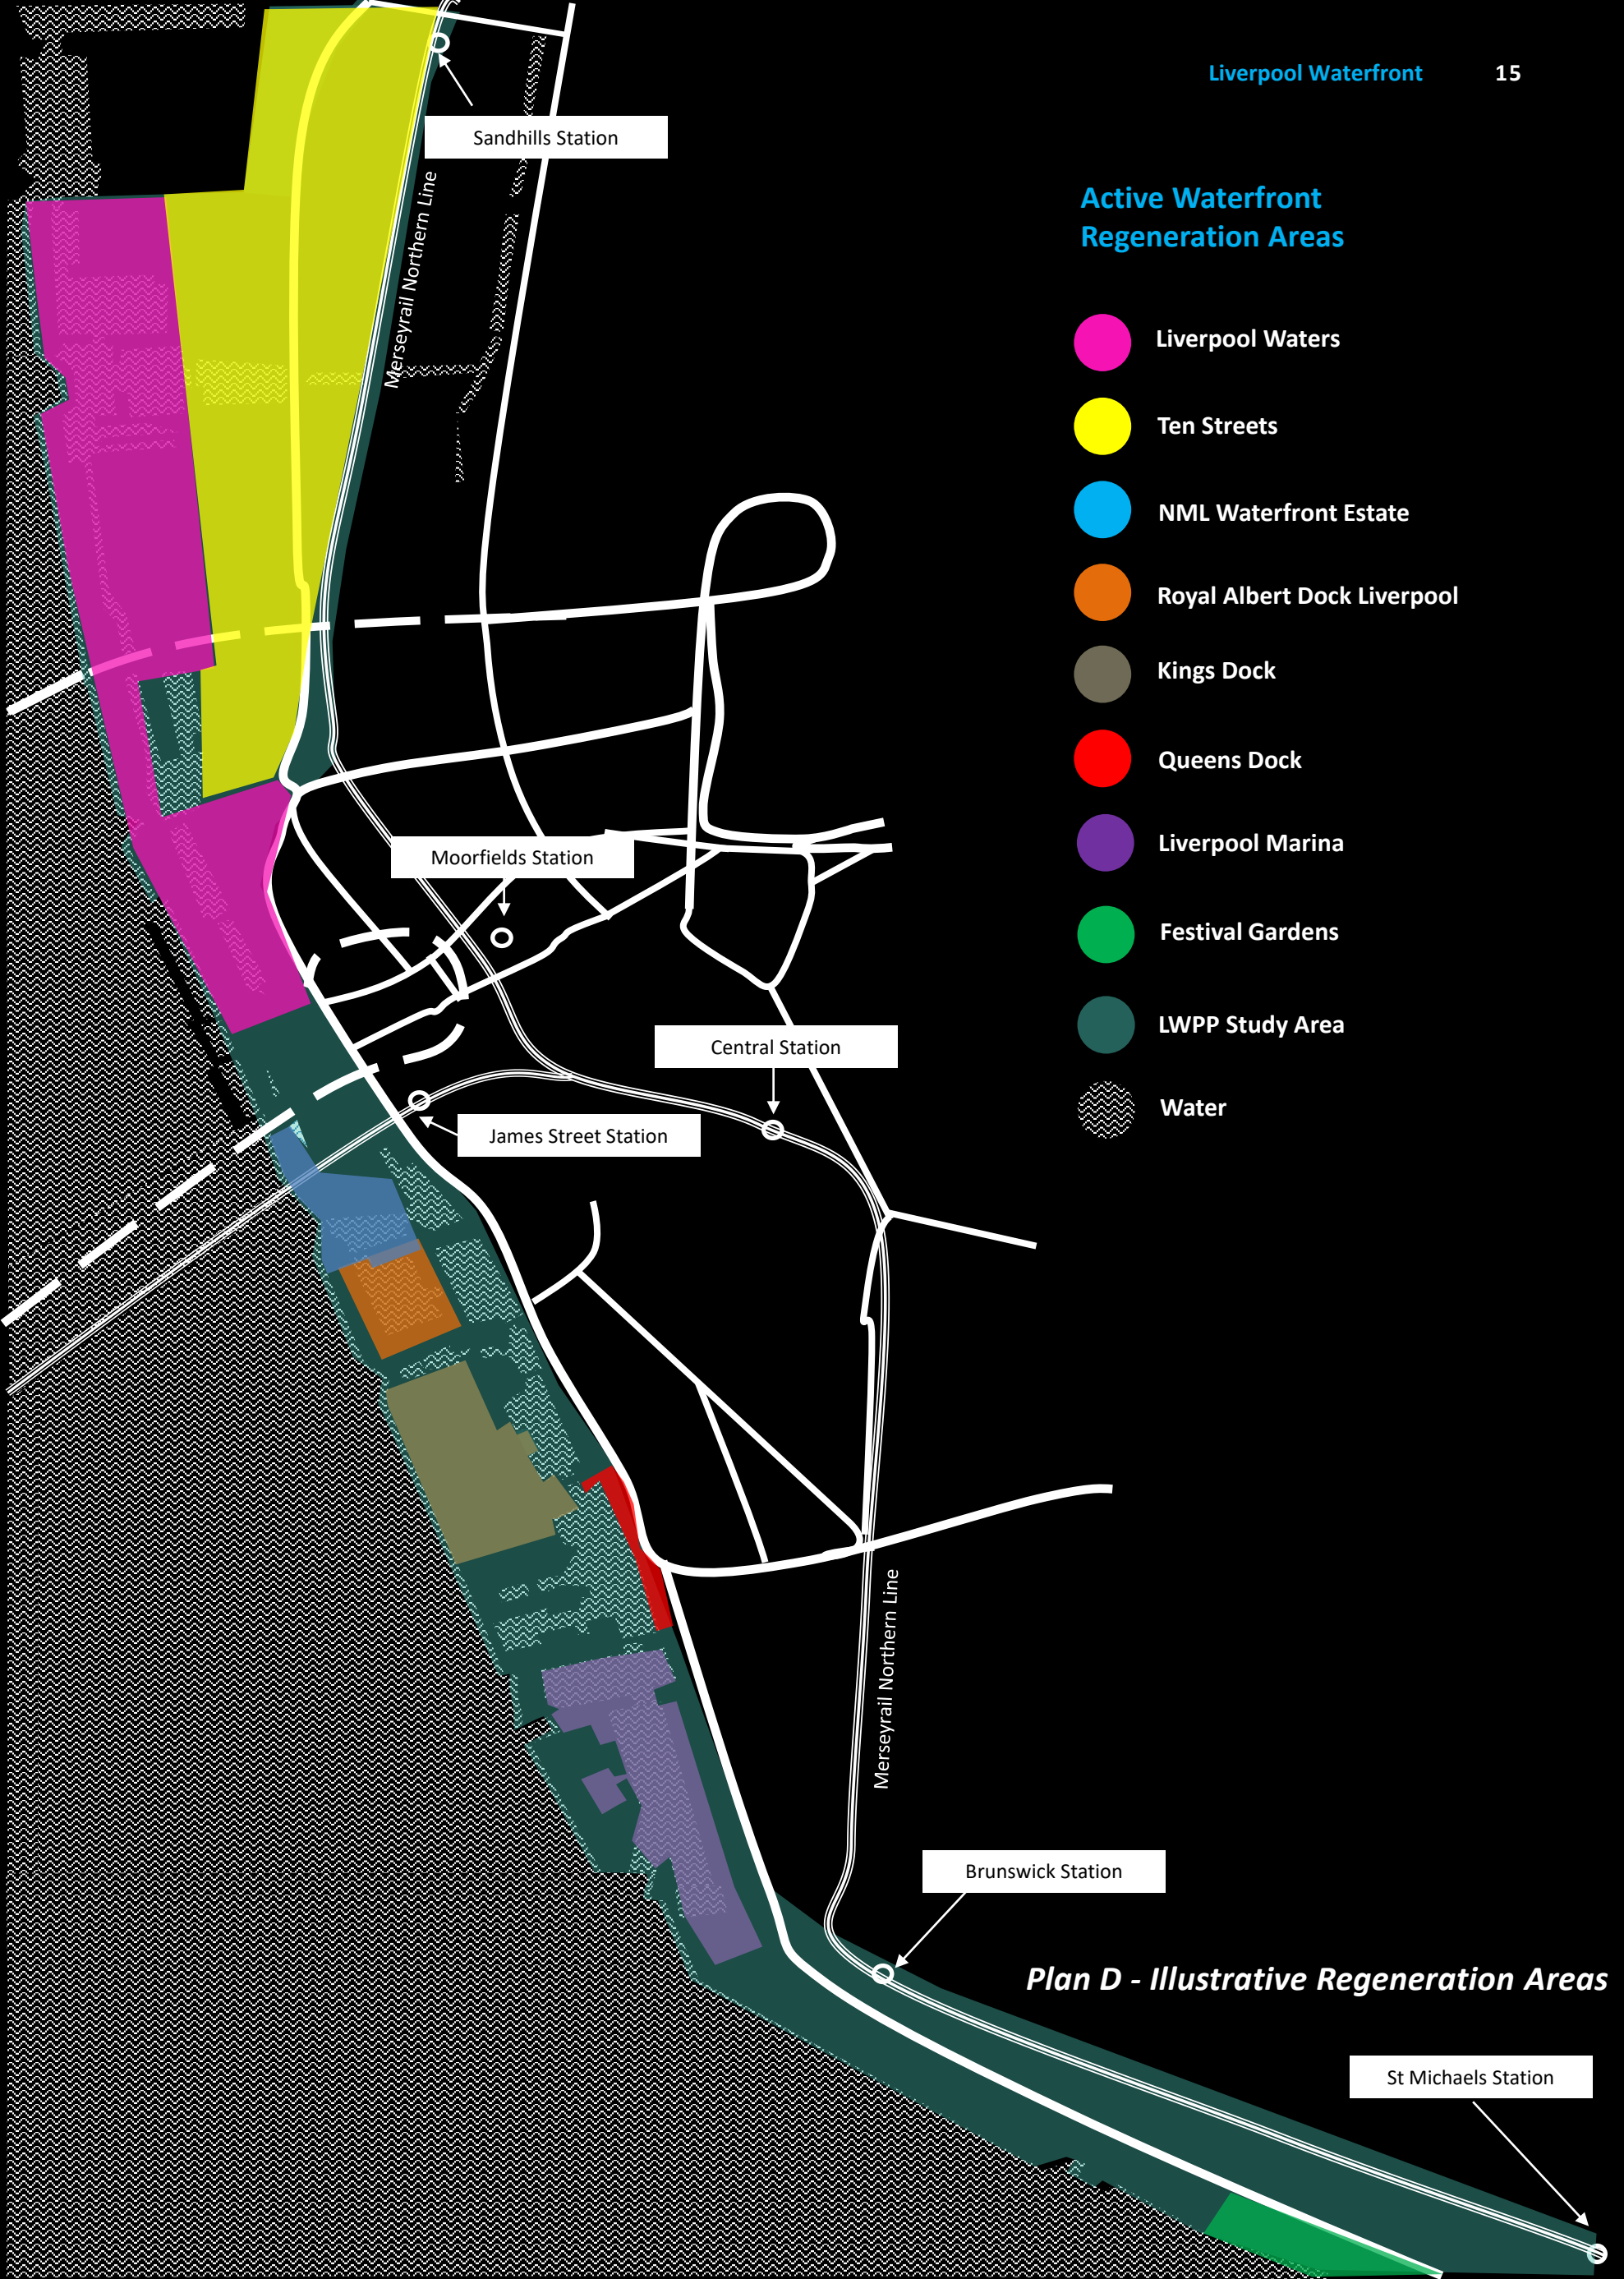 Liverpool Waterfront 15
Sandhills Station
Merseyrail Northern Line
Active Waterfront
Regeneration Areas
Liverpool Waters
Ten Streets
NML Waterfront Estate
Royal Albert Dock Liverpool
Kings Dock
Queens Dock
Liverpool Marina
Festival Gardens
LWPP Study Area
Water
Moorfields Station
Central Station
James Street Station
Merseyrail Northern Line
Brunswick Station
Plan D - Illustrative Regeneration Areas
St Michaels Station